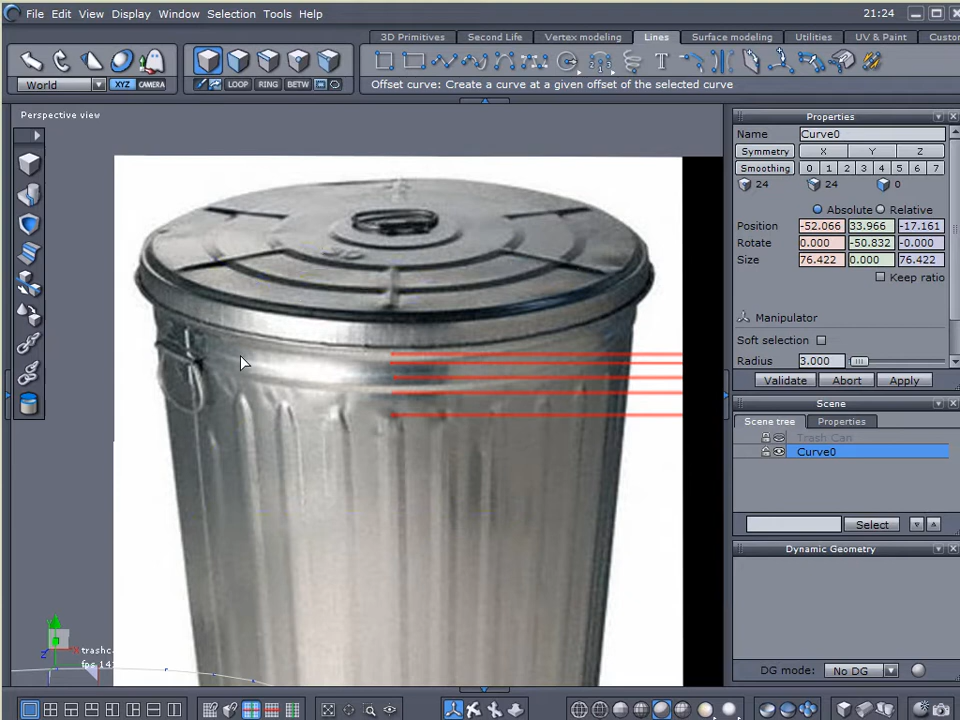 File Edit View Display Window Selection Tools Help 21:24
3D Primitives Second Life Vertex modeling Lines Surface modeling Utilities UV & Paint Custo
World XYZ CAMERA LOOP RING BETW
Offset curve: Create a curve at a given offset of the selected curve
Perspective view
Properties
Name Curve0
Symmetry X Y Z
Smoothing 0 1 2 3 4 5 6 7
24 24 0
Absolute Relative
Position -52.066 33.966 -17.161
Rotate 0.000 -50.832 -0.000
Size 76.422 0.000 76.422
Keep ratio
Manipulator
Soft selection
Radius 3.000
Validate Abort Apply
Scene
Scene tree Properties
Trash Can
Curve0
Select
Dynamic Geometry
DG mode: No DG
trashc
fps 14